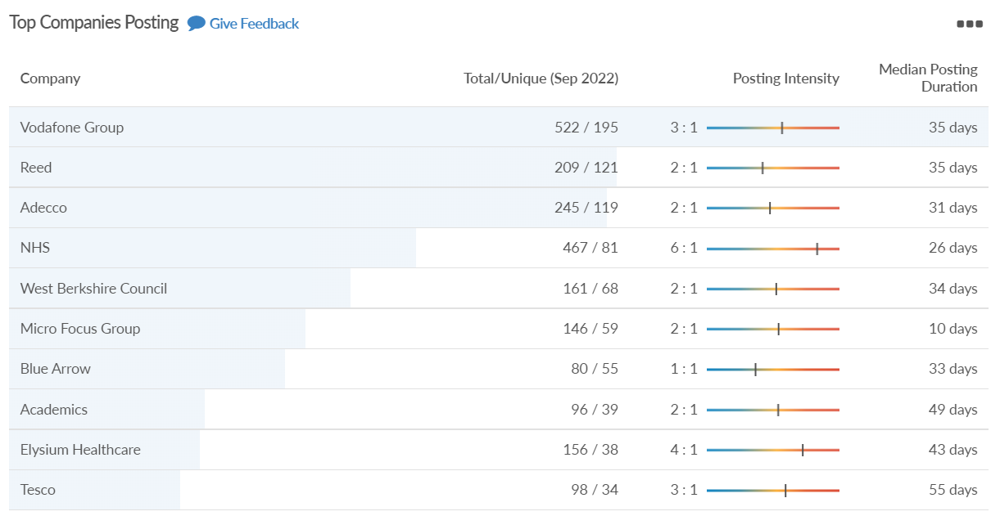 Top Companies Posting Give Feedback
Company Total/Unique (Sep 2022) Posting Intensity Median Posting
Duration
Vodafone Group 522 / 195 3 : 1 35 days
Reed 209 / 121 2 : 1 35 days
Adecco 245 / 119 2 : 1 31 days
NHS 467 / 81 6 : 1 26 days
West Berkshire Council 161 / 68 2 : 1 34 days
Micro Focus Group 146 / 59 2 : 1 10 days
Blue Arrow 80 / 55 1 : 1 33 days
Academics 96 / 39 2 : 1 49 days
Elysium Healthcare 156 / 38 4 : 1 43 days
Tesco 98 / 34 3 : 1 55 days